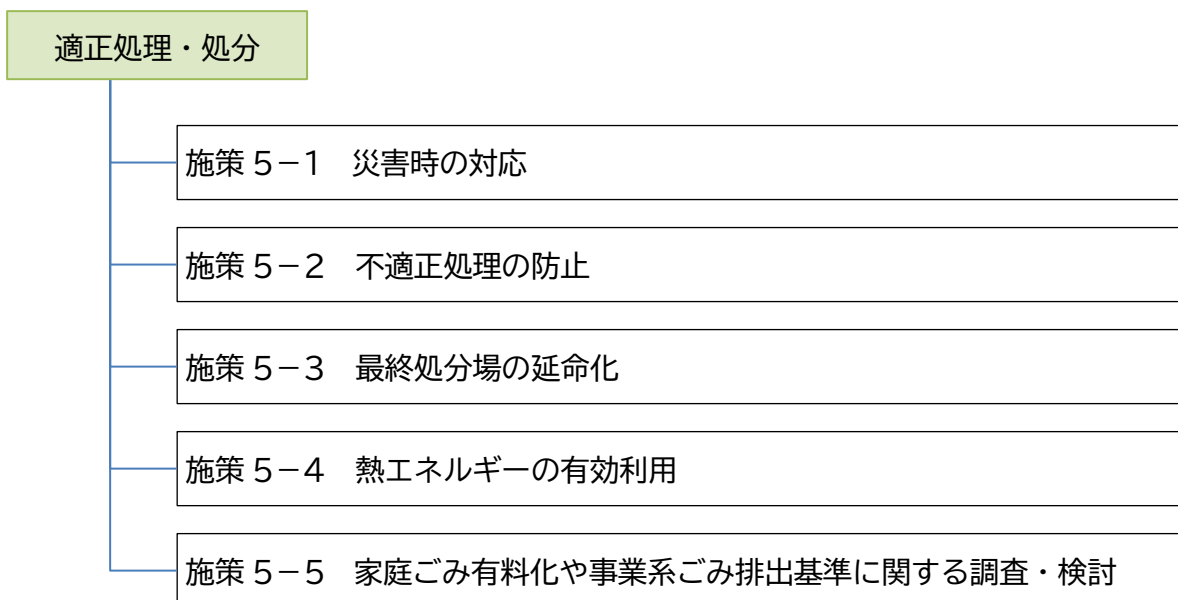 適正処理・処分
施策５－１　災害時の対応
施策５－２　不適正処理の防止
施策５－３　最終処分場の延命化
施策５－４　熱エネルギーの有効利用
施策５－５　家庭ごみ有料化や事業系ごみ排出基準に関する調査・検討